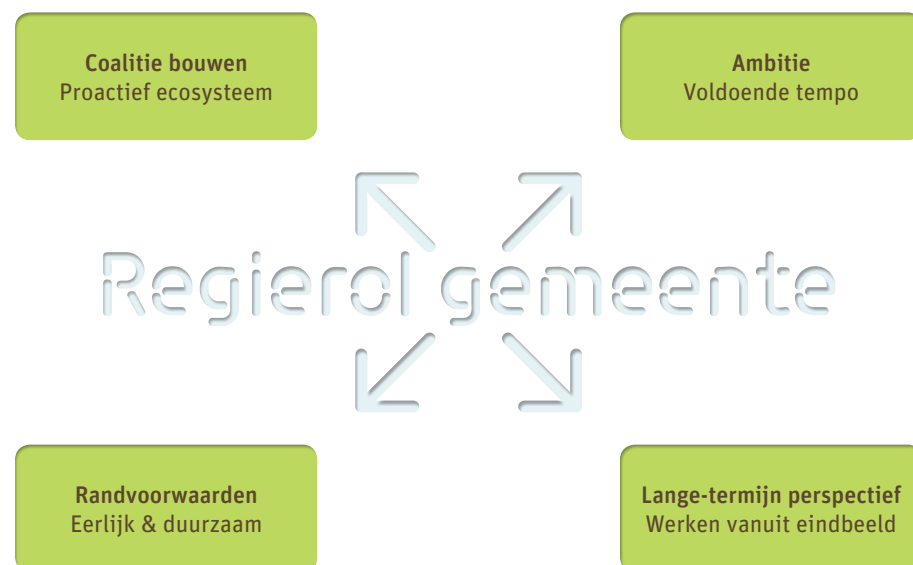 Coalitie bouwen
Proactief ecosysteem
Ambitie
Voldoende tempo
Regierol gemeente
Randvoorwaarden
Eerlijk & duurzaam
Lange-termijn perspectief
Werken vanuit eindbeeld